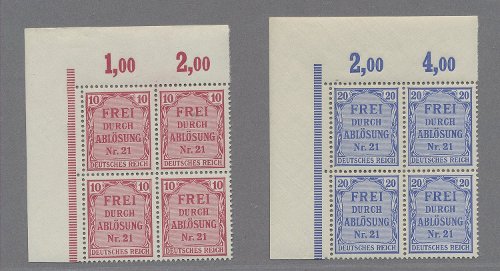 1,00 2,00
10 10 10 10
FREI FREI
DURCH DURCH
ABLÖSUNG ABLÖSUNG
Nr. 21 Nr. 21
DEUTSCHES REICH DEUTSCHES REICH
10 10 10 10
FREI FREI
DURCH DURCH
ABLÖSUNG ABLÖSUNG
Nr. 21 Nr. 21
DEUTSCHES REICH DEUTSCHES REICH
2,00 4,00
20 20 20 20
FREI FREI
DURCH DURCH
ABLÖSUNG ABLÖSUNG
Nr. 21 Nr. 21
DEUTSCHES REICH DEUTSCHES REICH
20 20 20 20
FREI FREI
DURCH DURCH
ABLÖSUNG ABLÖSUNG
Nr. 21 Nr. 21
DEUTSCHES REICH DEUTSCHES REICH